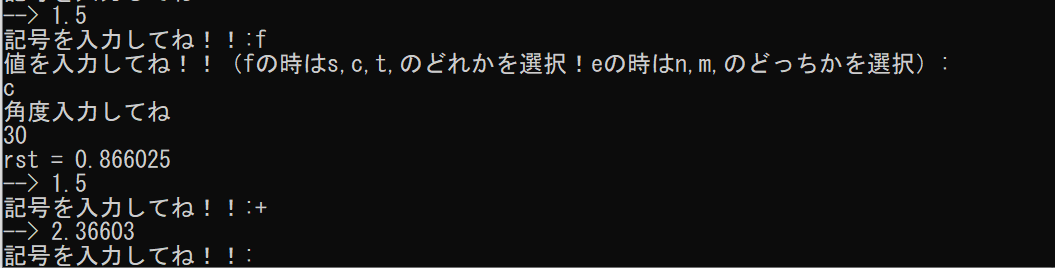 --> 1.5
記号を入力してね！！:f
値を入力してね！！（fの時はs,c,t,のどれかを選択！eの時はn,m,のどっちかを選択）:
c
角度入力してね
30
rst = 0.866025
--> 1.5
記号を入力してね！！:+
--> 2.36603
記号を入力してね！！: